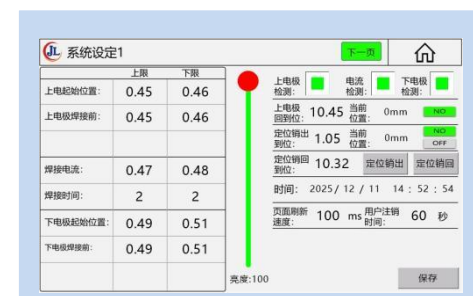 JL 系统设定1 下一页
上限 下限
上电极起始位置: 0.45 0.46
上电极焊接前: 0.45 0.46
焊接电流: 0.47 0.48
焊接时间: 2 2
下电极起始位置: 0.49 0.51
下电极焊接前: 0.49 0.51
亮度:100
上电极检测: 电流检测: 下电极检测:
上电极回到位: 10.45 当前位置: 0mm NO
定位销出到位: 1.05 当前位置: 0mm NO OFF
定位销回到位: 10.32 定位销出 定位销回
时间: 2025/ 12 / 11 14 : 52 : 54
页面刷新速度: 100 ms 用户注销时间: 60 秒
保存